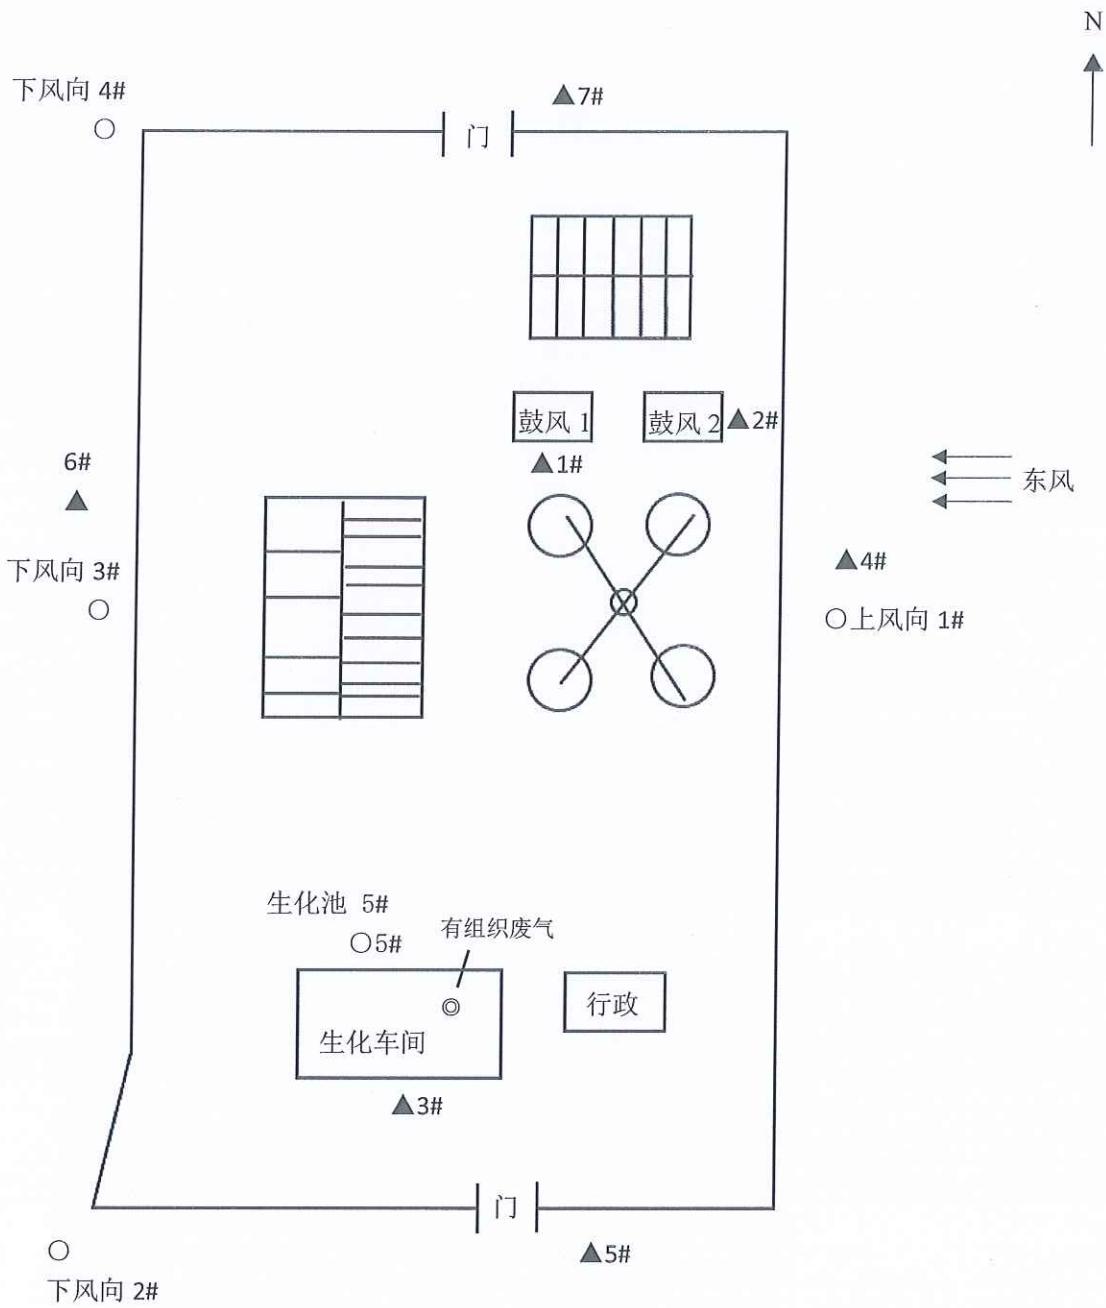 N
下风向 4#
▲7#
门
鼓风 1
鼓风 2
▲2#
6#
▲1#
东风
下风向 3#
▲4#
○上风向 1#
生化池 5#
有组织废气
○5#
行政
生化车间
▲3#
门
▲5#
下风向 2#